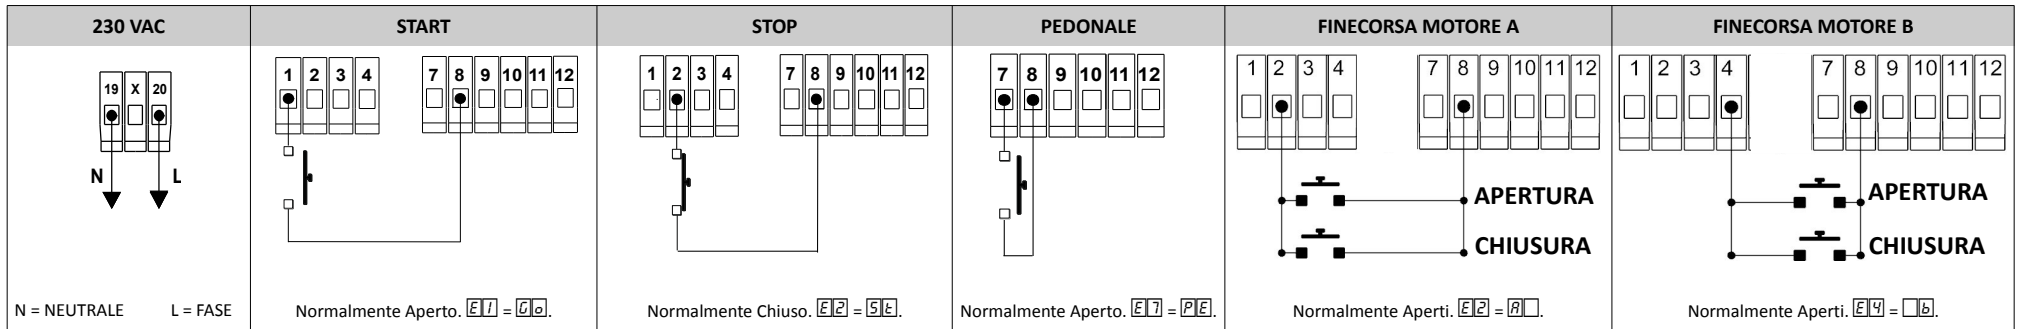 230 VAC
START
STOP
PEDONALE
FINECORSA MOTORE A
FINECORSA MOTORE B
19 X 20
N L
N = NEUTRALE L = FASE
1 2 3 4 7 8 9 10 11 12
Normalmente Aperto. E1 = Go.
1 2 3 4 7 8 9 10 11 12
Normalmente Chiuso. E2 = St.
7 8 9 10 11 12
Normalmente Aperto. E7 = PE.
1 2 3 4 7 8 9 10 11 12
APERTURA
CHIUSURA
Normalmente Aperti. E2 = A .
1 2 3 4 7 8 9 10 11 12
APERTURA
CHIUSURA
Normalmente Aperti. E4 = b.